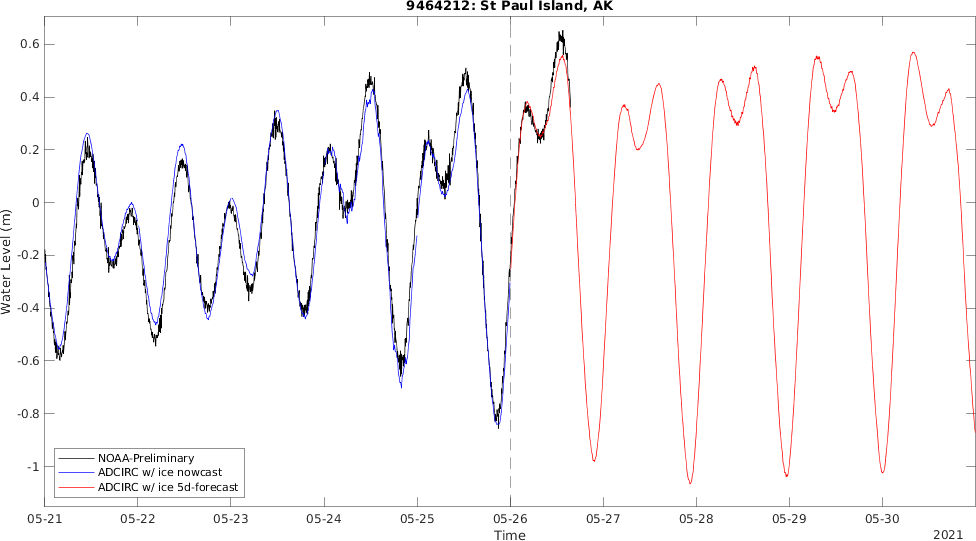 9464212: St Paul Island, AK
0.6
0.4
0.2
0
-0.2
-0.4
-0.6
-0.8
-1
Water Level (m)
NOAA-Preliminary
ADCIRC w/ ice nowcast
ADCIRC w/ ice 5d-forecast
05-21 05-22 05-23 05-24 05-25 05-26 05-27 05-28 05-29 05-30
Time
2021